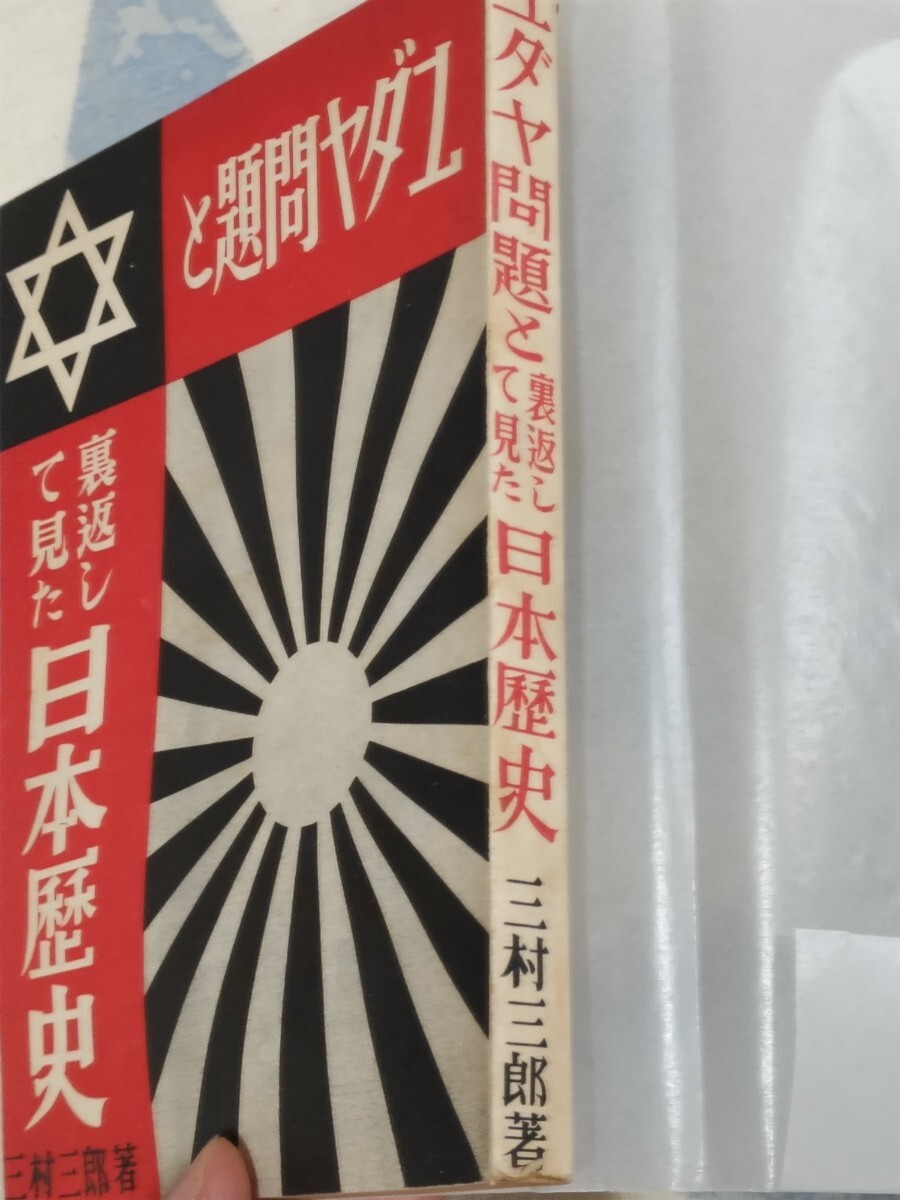 ユダヤ問題と
裏返し
て見た
日本歷史
三村三郎著
ユダヤ問題と
裏返し
て見た
日本歷史
三村三郎著